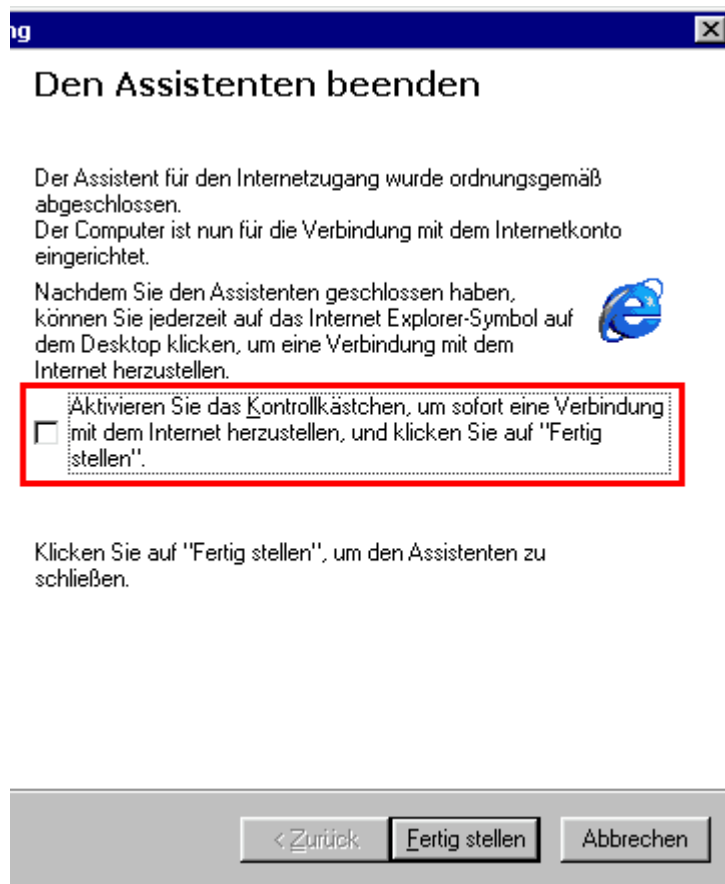 ng
Den Assistenten beenden
Der Assistent für den Internetzugang wurde ordnungsgemäß
abgeschlossen.
Der Computer ist nun für die Verbindung mit dem Internetkonto
eingerichtet.
Nachdem Sie den Assistenten geschlossen haben,
können Sie jederzeit auf das Internet Explorer-Symbol auf
dem Desktop klicken, um eine Verbindung mit dem
Internet herzustellen.
Aktivieren Sie das Kontrollkästchen, um sofort eine Verbindung
mit dem Internet herzustellen, und klicken Sie auf "Fertig
stellen".
Klicken Sie auf "Fertig stellen", um den Assistenten zu
schließen.
< Zurück Fertig stellen Abbrechen